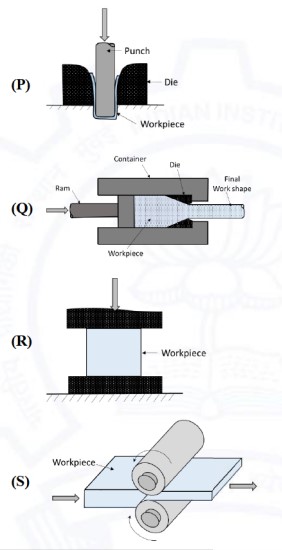 (P)
Punch
Die
Workpiece
(Q)
Container
Die
Final
Work shape
Ram
Workpiece
(R)
Workpiece
(S)
Workpiece